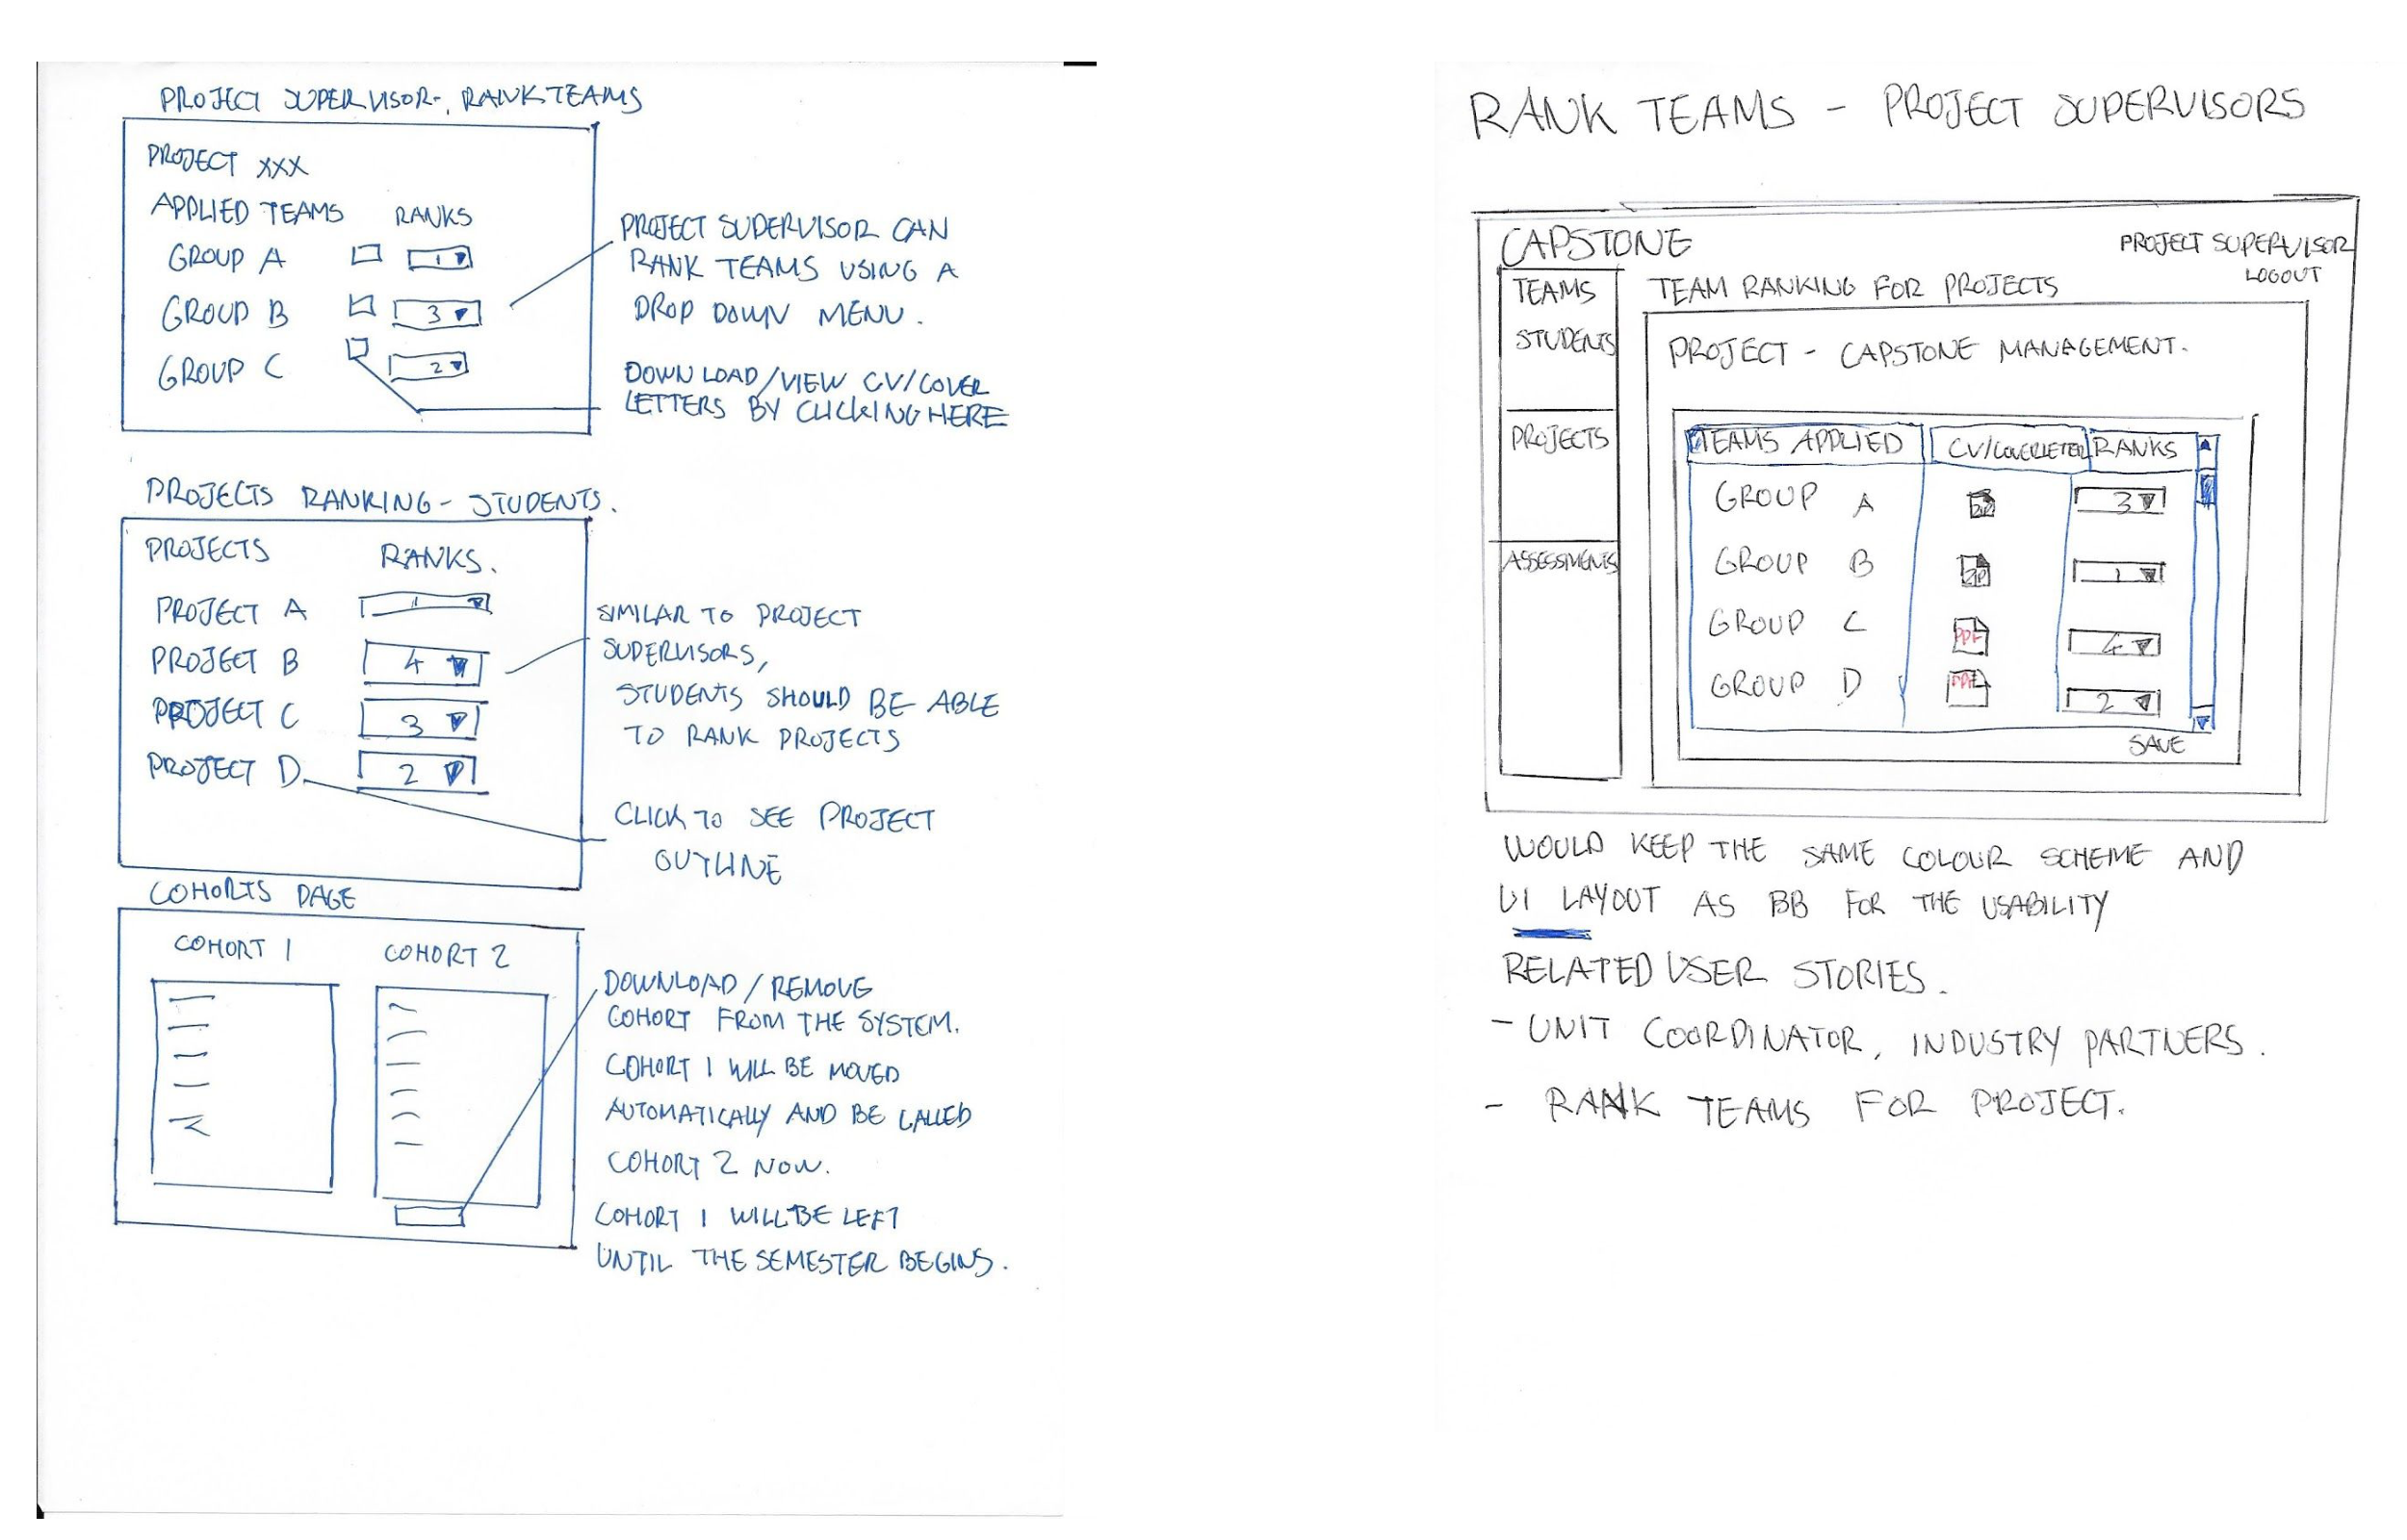 PROJECT SUPERVISOR - RANK TEAMS
PROJECT XXX
APPLIED TEAMS RANKS
GROUP A 1
GROUP B 3
GROUP C 2
PROJECT SUPERVISOR CAN
RANK TEAMS USING A
DROP DOWN MENU.
DOWNLOAD/VIEW CV/COVER
LETTERS BY CLICKING HERE
PROJECTS RANKING - STUDENTS.
PROJECTS RANKS.
PROJECT A 1
PROJECT B 4
PROJECT C 3
PROJECT D 2
SIMILAR TO PROJECT
SUPERVISORS,
STUDENTS SHOULD BE ABLE
TO RANK PROJECTS
CLICK TO SEE PROJECT
OUTLINE
COHORTS PAGE
COHORT 1 COHORT 2
DOWNLOAD/REMOVE
COHORT FROM THE SYSTEM.
COHORT 1 WILL BE MOVED
AUTOMATICALLY AND BE CALLED
COHORT 2 NOW.
COHORT 1 WILL BE LEFT
UNTIL THE SEMESTER BEGINS.
RANK TEAMS - PROJECT SUPERVISORS
CAPSTONE
PROJECT SUPERVISOR
LOGOUT
TEAMS
STUDENTS
PROJECTS
ASSESSMENTS
TEAM RANKING FOR PROJECTS
PROJECT - CAPSTONE MANAGEMENT.
TEAMS APPLIED CV/COVERLETER RANKS
GROUP A 3
GROUP B 1
GROUP C PDF 4
GROUP D PDF 2
SAVE
WOULD KEEP THE SAME COLOUR SCHEME AND
UI LAYOUT AS BB FOR THE USABILITY
RELATED USER STORIES.
- UNIT COORDINATOR, INDUSTRY PARTNERS.
- RANK TEAMS FOR PROJECT.